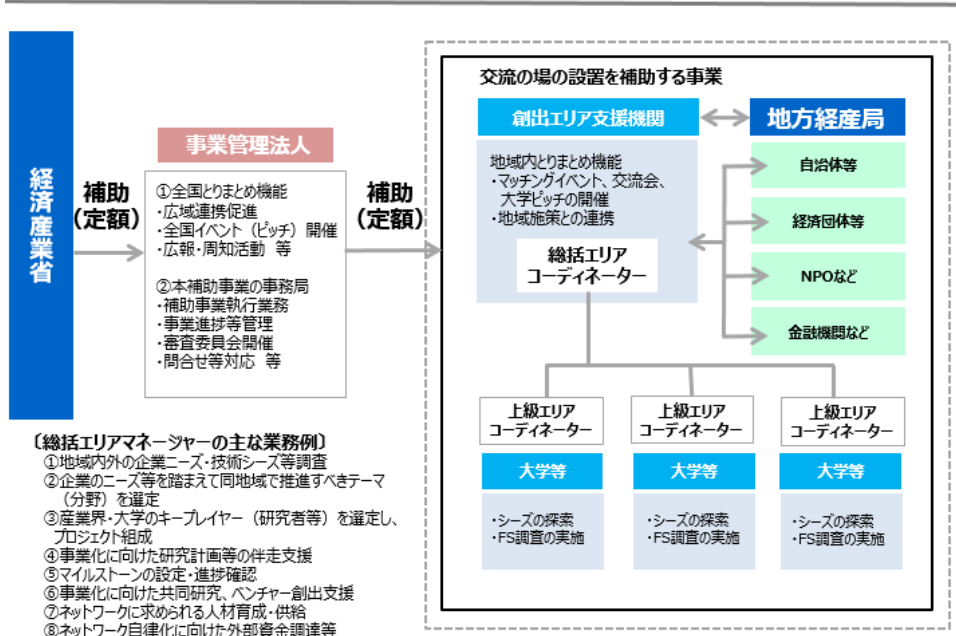 経済産業省
補助
(定額)
事業管理法人
①全国とりまとめ機能
・広域連携促進
・全国イベント（ピッチ）開催
・広報・周知活動 等
②本補助事業の事務局
・補助事業執行業務
・事業進捗等管理
・審査委員会開催
・問合せ等対応 等
補助
(定額)
交流の場の設置を補助する事業
創出エリア支援機関
地方経産局
地域内とりまとめ機能
・マッチングイベント、交流会、
大学ピッチの開催
・地域施策との連携
総括エリア
コーディネーター
自治体等
経済団体等
NPOなど
金融機関など
上級エリア
コーディネーター
大学等
・シーズの探索
・FS調査の実施
上級エリア
コーディネーター
大学等
・シーズの探索
・FS調査の実施
上級エリア
コーディネーター
大学等
・シーズの探索
・FS調査の実施
〔総括エリアマネージャーの主な業務例〕
①地域内外の企業ニーズ・技術シーズ等調査
②企業のニーズ等を踏まえて同地域で推進すべきテーマ
（分野）を選定
③産業界・大学のキープレイヤー（研究者等）を選定し、
プロジェクト組成
④事業化に向けた研究計画等の伴走支援
⑤マイルストーンの設定・進捗確認
⑥事業化に向けた共同研究、ベンチャー創出支援
⑦ネットワークに求められる人材育成・供給
⑧ネットワーク自律化に向けた外部資金調達等